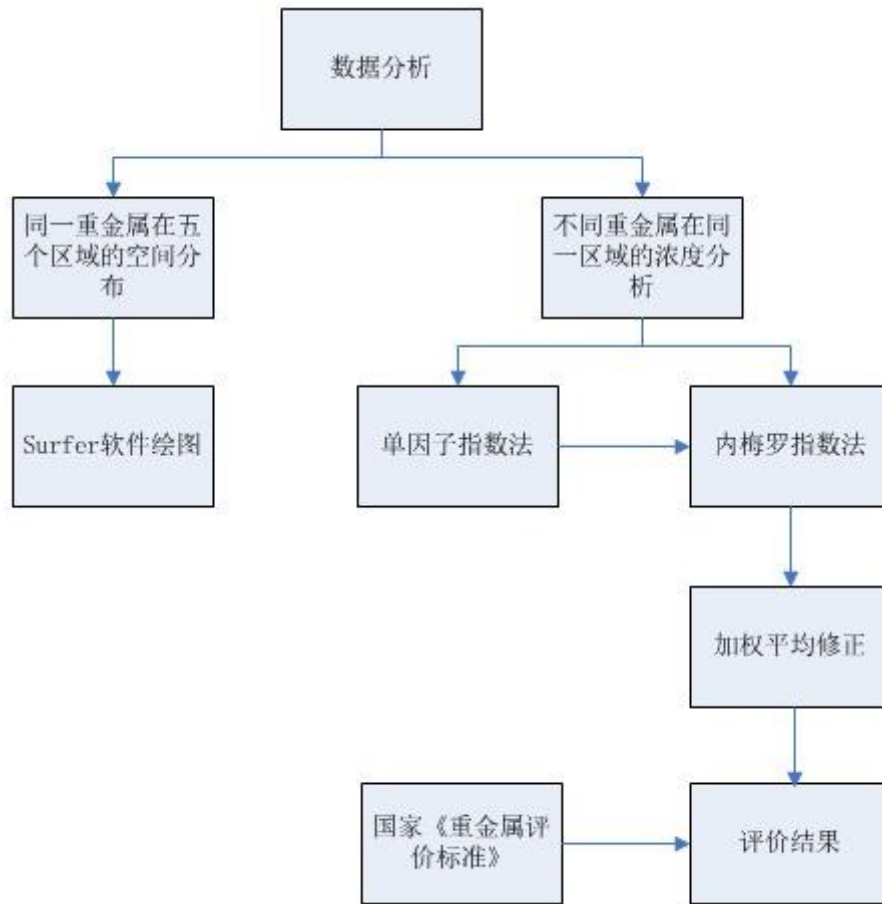 数据分析
同一重金属在五
个区域的空间分
布
不同重金属在同
一区域的浓度分
析
Surfer软件绘图
单因子指数法
内梅罗指数法
加权平均修正
国家《重金属评
价标准》
评价结果